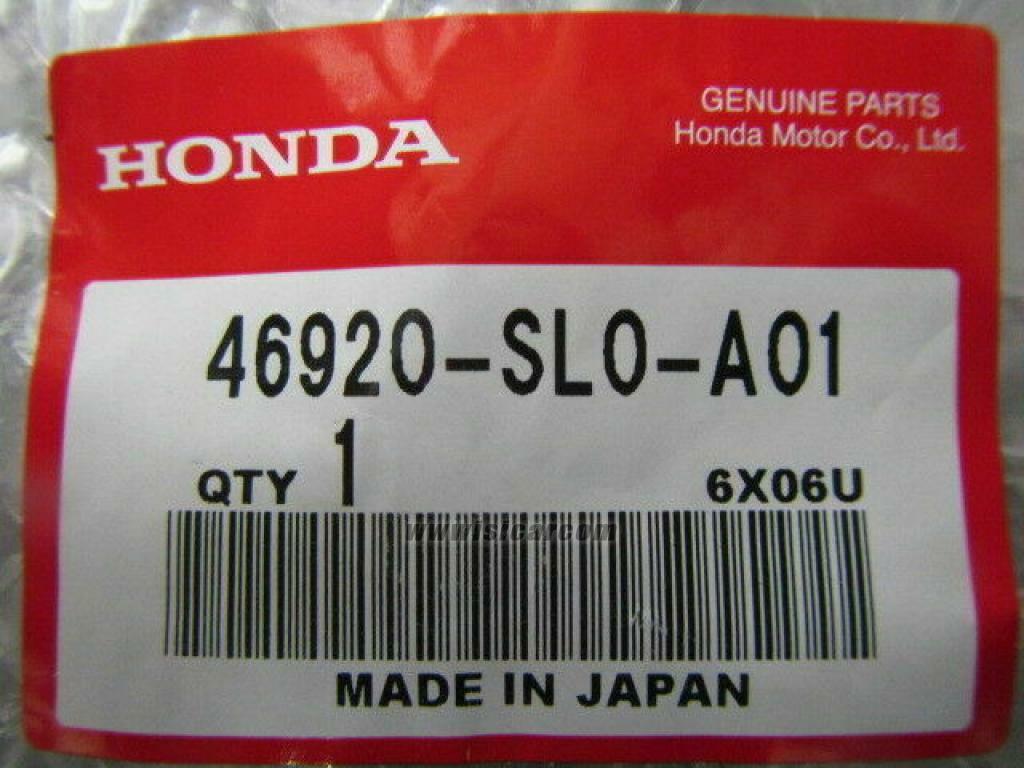 HONDA
GENUINE PARTS
Honda Motor Co., Ltd.
46920-SL0-A01
QTY 1
6X06U
MADE IN JAPAN